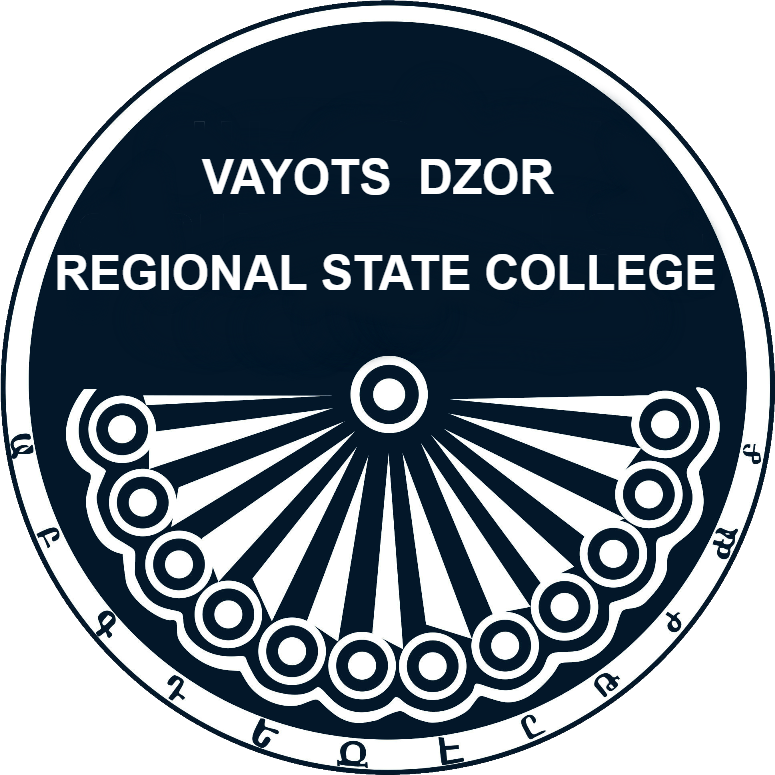 VAYOTS DZOR
REGIONAL STATE COLLEGE
Գ Դ Ե Զ Է Ը Թ